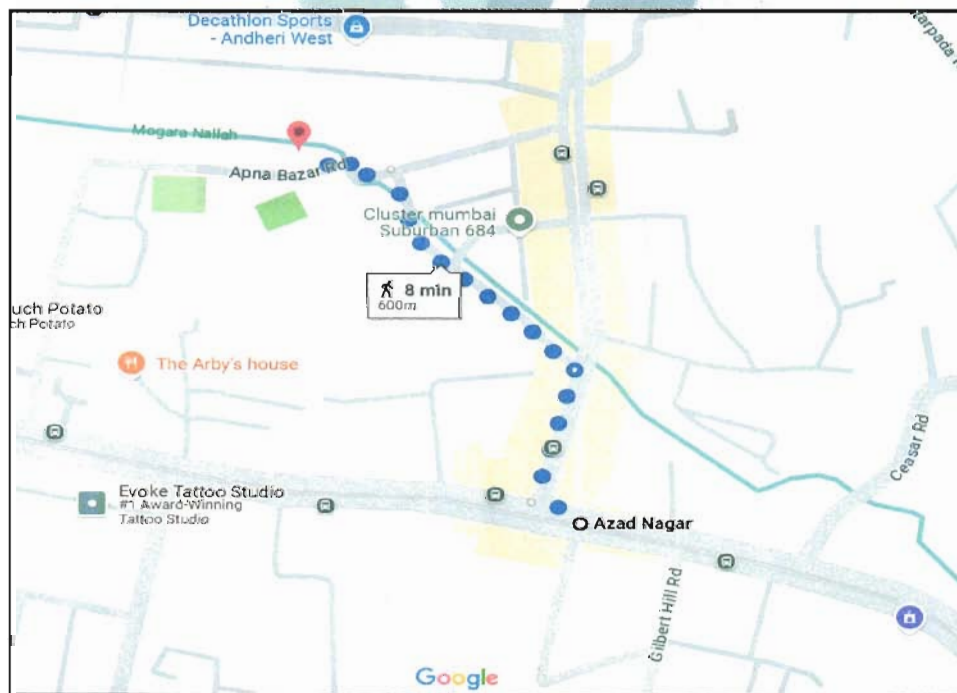 Decathlon Sports
- Andheri West
Mogara Nallah
Apna Bazar Rd
Cluster mumbai
Suburban 684
8 min
600m
uch Potato
ch Potato
The Arby's house
Ceasar Rd
Evoke Tattoo Studio
#1 Award-Winning
Tattoo Studio
Azad Nagar
Gilbert Hill Rd
Google